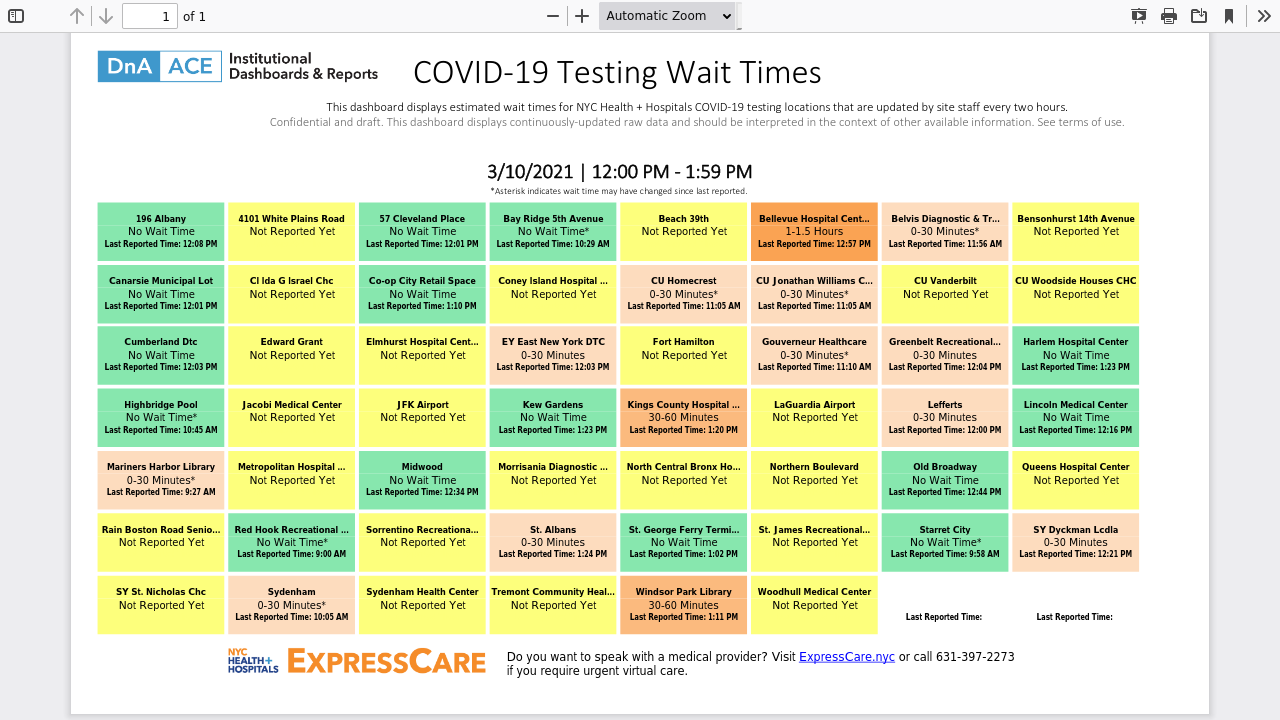 1 of 1 Automatic Zoom
DnA ACE Institutional Dashboards & Reports
COVID-19 Testing Wait Times
This dashboard displays estimated wait times for NYC Health + Hospitals COVID-19 testing locations that are updated by site staff every two hours.
Confidential and draft. This dashboard displays continuously-updated raw data and should be interpreted in the context of other available information. See terms of use.
3/10/2021 | 12:00 PM - 1:59 PM
*Asterisk indicates wait time may have changed since last reported.
196 Albany
No Wait Time
Last Reported Time: 12:08 PM
4101 White Plains Road
Not Reported Yet
57 Cleveland Place
No Wait Time
Last Reported Time: 12:01 PM
Bay Ridge 5th Avenue
No Wait Time*
Last Reported Time: 10:29 AM
Beach 39th
Not Reported Yet
Bellevue Hospital Cent...
1-1.5 Hours
Last Reported Time: 12:57 PM
Belvis Diagnostic & Tr...
0-30 Minutes*
Last Reported Time: 11:56 AM
Bensonhurst 14th Avenue
Not Reported Yet
Canarsie Municipal Lot
No Wait Time
Last Reported Time: 12:01 PM
Cl Ida G Israel Chc
Not Reported Yet
Co-op City Retail Space
No Wait Time
Last Reported Time: 1:10 PM
Coney Island Hospital ...
Not Reported Yet
CU Homecrest
0-30 Minutes*
Last Reported Time: 11:05 AM
CU Jonathan Williams C...
0-30 Minutes*
Last Reported Time: 11:05 AM
CU Vanderbilt
Not Reported Yet
CU Woodside Houses CHC
Not Reported Yet
Cumberland Dtc
No Wait Time
Last Reported Time: 12:03 PM
Edward Grant
Not Reported Yet
Elmhurst Hospital Cent...
Not Reported Yet
EY East New York DTC
0-30 Minutes
Last Reported Time: 12:03 PM
Fort Hamilton
Not Reported Yet
Gouverneur Healthcare
0-30 Minutes*
Last Reported Time: 11:10 AM
Greenbelt Recreational...
0-30 Minutes
Last Reported Time: 12:04 PM
Harlem Hospital Center
No Wait Time
Last Reported Time: 1:23 PM
Highbridge Pool
No Wait Time*
Last Reported Time: 10:45 AM
Jacobi Medical Center
Not Reported Yet
JFK Airport
Not Reported Yet
Kew Gardens
No Wait Time
Last Reported Time: 1:23 PM
Kings County Hospital ...
30-60 Minutes
Last Reported Time: 1:20 PM
LaGuardia Airport
Not Reported Yet
Lefferts
0-30 Minutes
Last Reported Time: 12:00 PM
Lincoln Medical Center
No Wait Time
Last Reported Time: 12:16 PM
Mariners Harbor Library
0-30 Minutes*
Last Reported Time: 9:27 AM
Metropolitan Hospital ...
Not Reported Yet
Midwood
No Wait Time
Last Reported Time: 12:34 PM
Morrisania Diagnostic ...
Not Reported Yet
North Central Bronx Ho...
Not Reported Yet
Northern Boulevard
Not Reported Yet
Old Broadway
No Wait Time
Last Reported Time: 12:44 PM
Queens Hospital Center
Not Reported Yet
Rain Boston Road Senio...
Not Reported Yet
Red Hook Recreational ...
No Wait Time*
Last Reported Time: 9:00 AM
Sorrentino Recreationa...
Not Reported Yet
St. Albans
0-30 Minutes
Last Reported Time: 1:24 PM
St. George Ferry Termi...
No Wait Time
Last Reported Time: 1:02 PM
St. James Recreational...
Not Reported Yet
Starret City
No Wait Time*
Last Reported Time: 9:58 AM
SY Dyckman Lcdla
0-30 Minutes
Last Reported Time: 12:21 PM
SY St. Nicholas Chc
Not Reported Yet
Sydenham
0-30 Minutes*
Last Reported Time: 10:05 AM
Sydenham Health Center
Not Reported Yet
Tremont Community Heal...
Not Reported Yet
Windsor Park Library
30-60 Minutes
Last Reported Time: 1:11 PM
Woodhull Medical Center
Not Reported Yet
Last Reported Time:
Last Reported Time:
NYC HEALTH+ HOSPITALS
EXPRESSCARE
Do you want to speak with a medical provider? Visit ExpressCare.nyc or call 631-397-2273
if you require urgent virtual care.